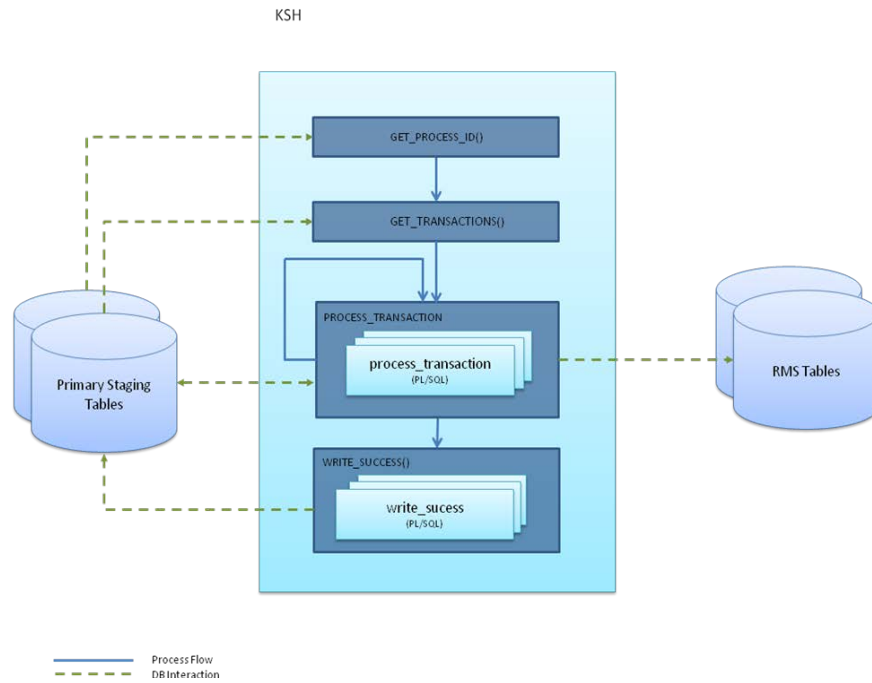 KSH
GET_PROCESS_ID()
GET_TRANSACTIONS()
PROCESS_TRANSACTION
process_transaction
(PL/SQL)
Primary Staging
Tables
RMS Tables
WRITE_SUCCESS()
write_sucess
(PL/SQL)
Process Flow
DB Interaction